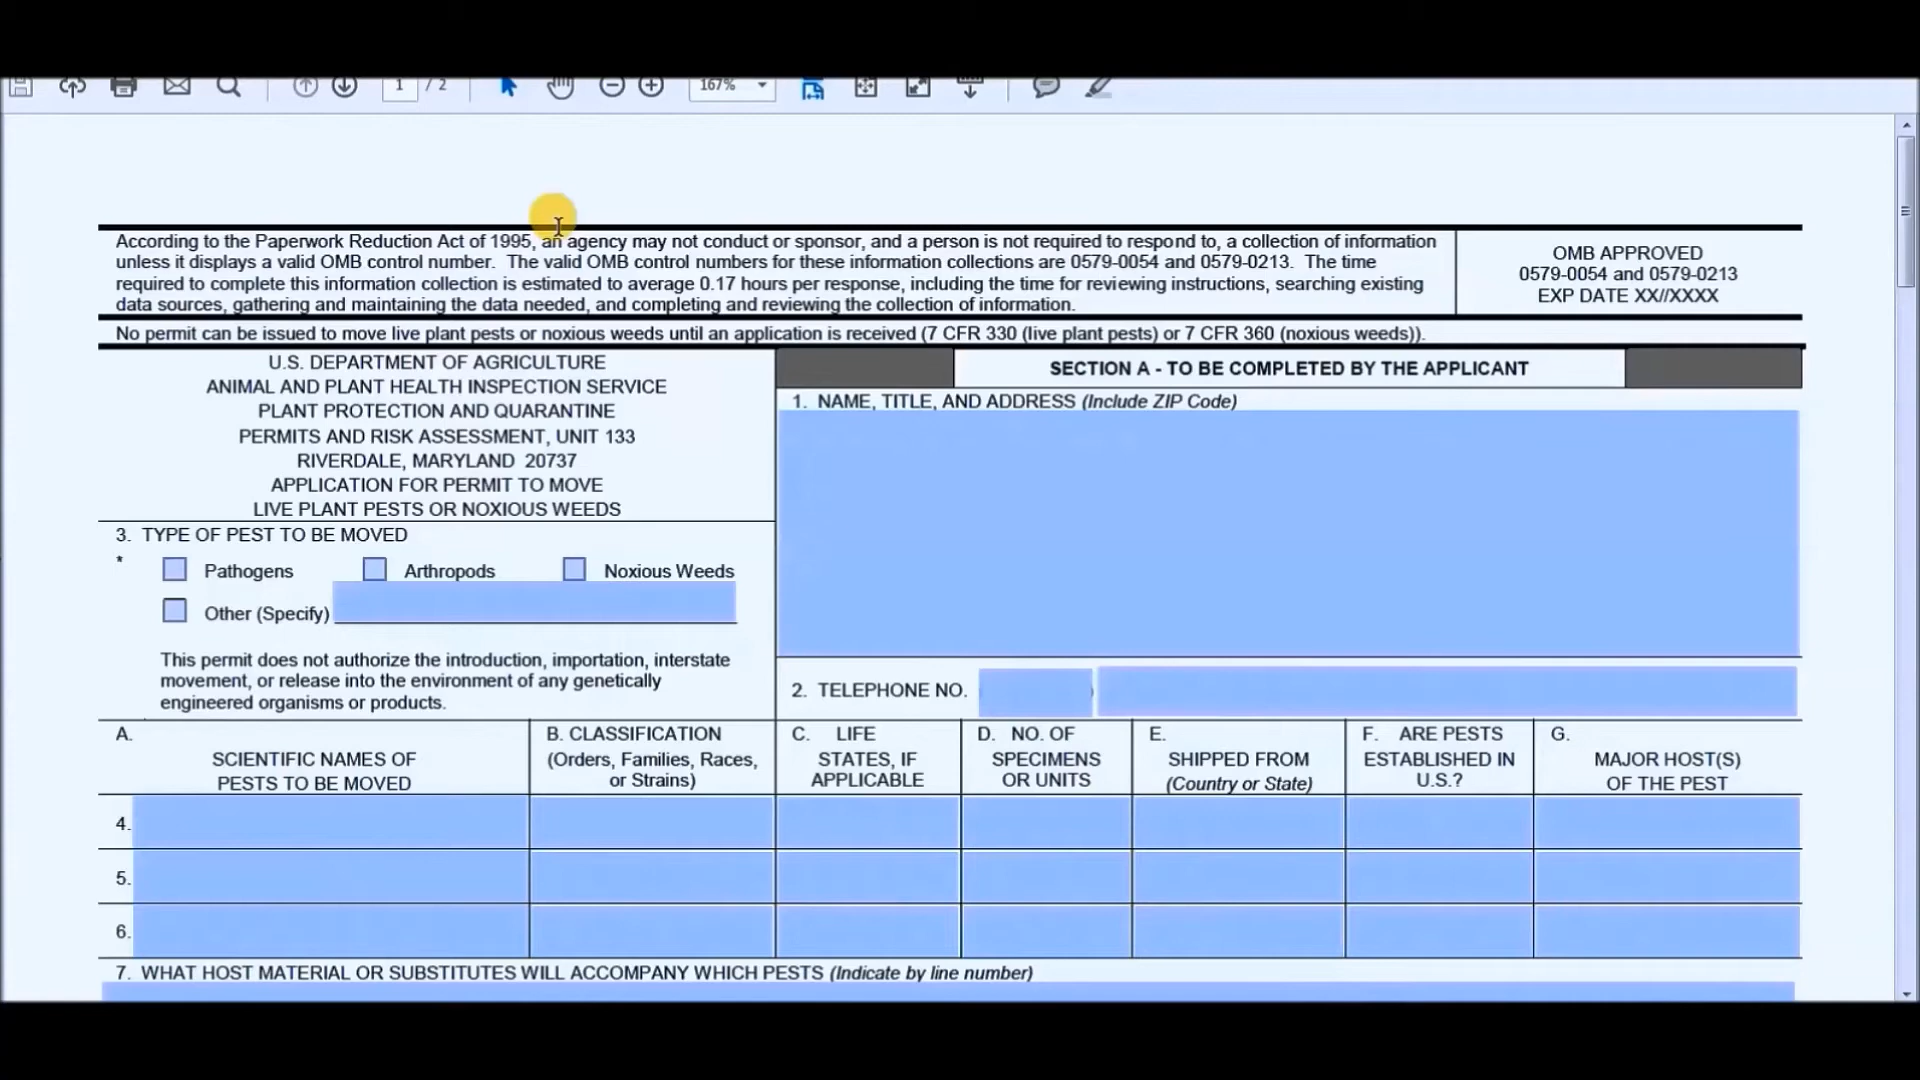 1 / 2
167%
According to the Paperwork Reduction Act of 1995, an agency may not conduct or sponsor, and a person is not required to respond to, a collection of information
unless it displays a valid OMB control number. The valid OMB control numbers for these information collections are 0579-0054 and 0579-0213. The time
required to complete this information collection is estimated to average 0.17 hours per response, including the time for reviewing instructions, searching existing
data sources, gathering and maintaining the data needed, and completing and reviewing the collection of information.
OMB APPROVED
0579-0054 and 0579-0213
EXP DATE XX//XXXX
No permit can be issued to move live plant pests or noxious weeds until an application is received (7 CFR 330 (live plant pests) or 7 CFR 360 (noxious weeds)).
U.S. DEPARTMENT OF AGRICULTURE
ANIMAL AND PLANT HEALTH INSPECTION SERVICE
PLANT PROTECTION AND QUARANTINE
PERMITS AND RISK ASSESSMENT, UNIT 133
RIVERDALE, MARYLAND 20737
APPLICATION FOR PERMIT TO MOVE
LIVE PLANT PESTS OR NOXIOUS WEEDS
SECTION A - TO BE COMPLETED BY THE APPLICANT
1. NAME, TITLE, AND ADDRESS (Include ZIP Code)
3. TYPE OF PEST TO BE MOVED
*
Pathogens
Arthropods
Noxious Weeds
Other (Specify)
This permit does not authorize the introduction, importation, interstate
movement, or release into the environment of any genetically
engineered organisms or products.
2. TELEPHONE NO. )
A.
SCIENTIFIC NAMES OF
PESTS TO BE MOVED
B. CLASSIFICATION
(Orders, Families, Races,
or Strains)
C. LIFE
STATES, IF
APPLICABLE
D. NO. OF
SPECIMENS
OR UNITS
E.
SHIPPED FROM
(Country or State)
F. ARE PESTS
ESTABLISHED IN
U.S.?
G.
MAJOR HOST(S)
OF THE PEST
4.
5.
6.
7. WHAT HOST MATERIAL OR SUBSTITUTES WILL ACCOMPANY WHICH PESTS (Indicate by line number)